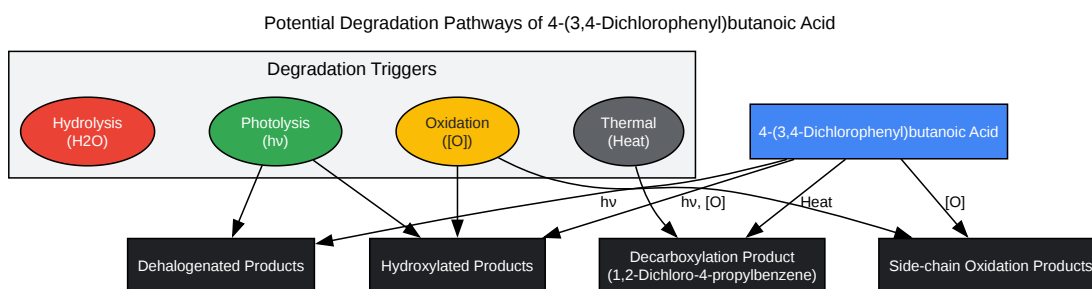 Potential Degradation Pathways of 4-(3,4-Dichlorophenyl)butanoic Acid
Degradation Triggers
Hydrolysis
(H2O)
Photolysis
(hν)
Oxidation
([O])
Thermal
(Heat)
4-(3,4-Dichlorophenyl)butanoic Acid
hν
hν, [O]
Heat
[O]
Dehalogenated Products
Hydroxylated Products
Decarboxylation Product
(1,2-Dichloro-4-propylbenzene)
Side-chain Oxidation Products